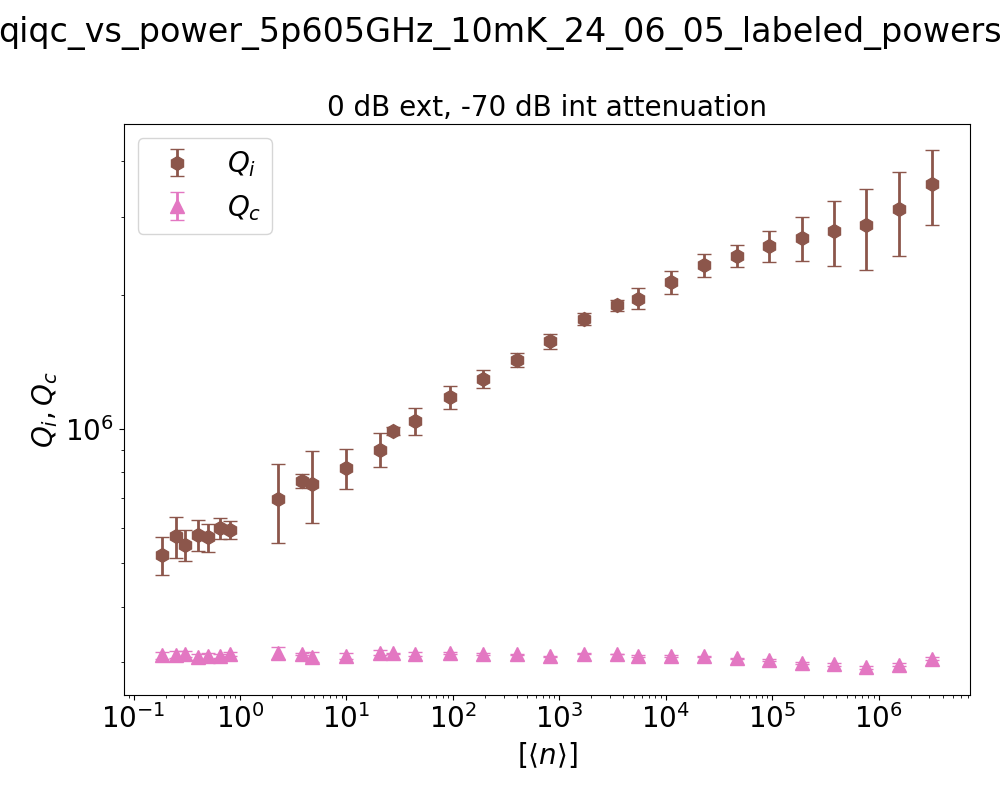 qiqc_vs_power_5p605GHz_10mK_24_06_05_labeled_powers
0 dB ext, -70 dB int attenuation
Q_i
Q_c
Q_i, Q_c
10^6
10^{-1} 10^0 10^1 10^2 10^3 10^4 10^5 10^6
[⟨n⟩]